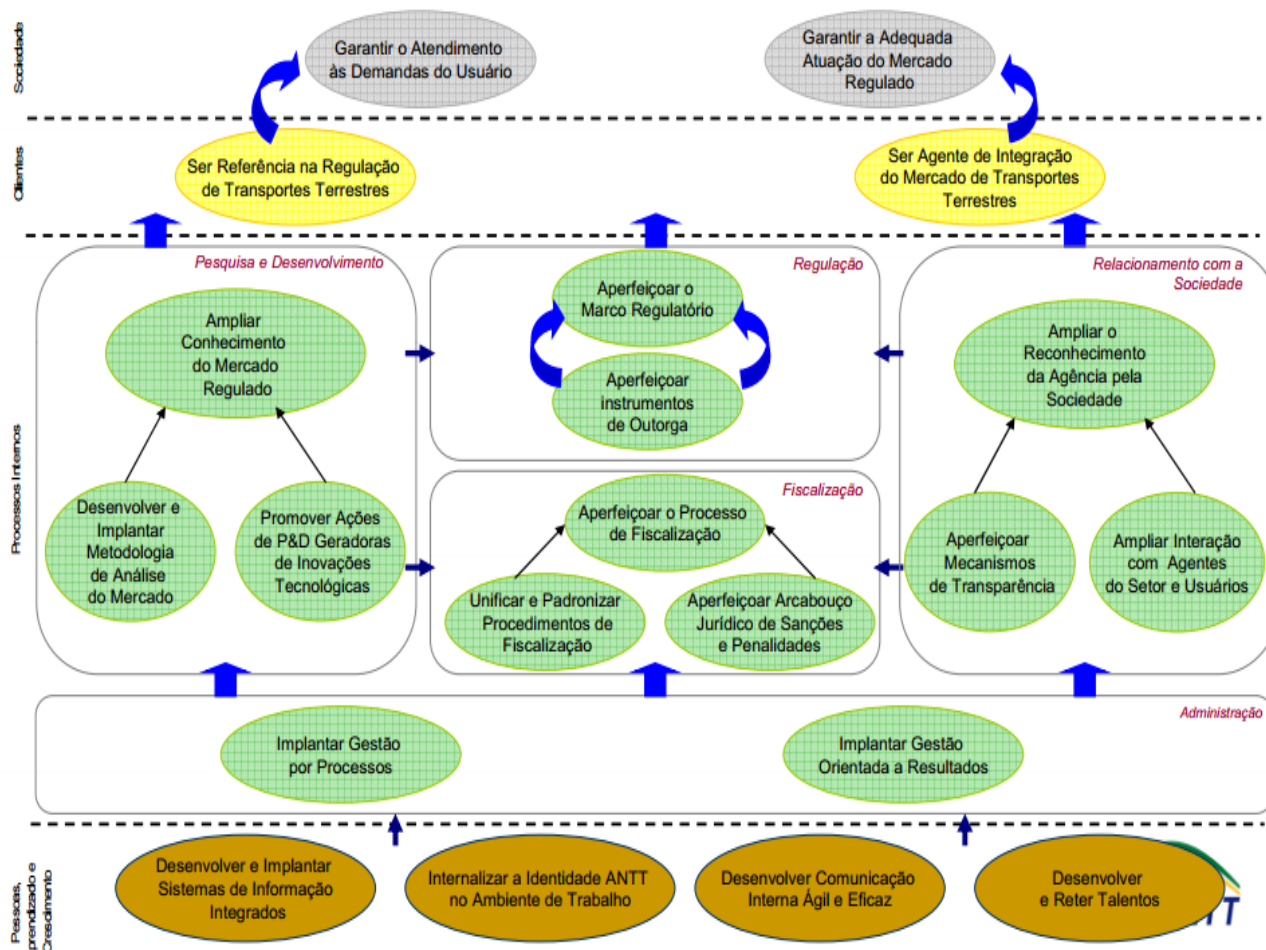 Sociedade
Garantir o Atendimento
às Demandas do Usuário
Garantir a Adequada
Atuação do Mercado
Regulado
Clientes
Ser Referência na Regulação
de Transportes Terrestres
Ser Agente de Integração
do Mercado de Transportes
Terrestres
Processos Internos
Pesquisa e Desenvolvimento
Ampliar
Conhecimento
do Mercado
Regulado
Desenvolver e
Implantar
Metodologia
de Análise
do Mercado
Promover Ações
de P&D Geradoras
de Inovações
Tecnológicas
Regulação
Aperfeiçoar o
Marco Regulatório
Aperfeiçoar
instrumentos
de Outorga
Fiscalização
Aperfeiçoar o Processo
de Fiscalização
Unificar e Padronizar
Procedimentos de
Fiscalização
Aperfeiçoar Arcabouço
Jurídico de Sanções
e Penalidades
Relacionamento com a
Sociedade
Ampliar o
Reconhecimento
da Agência pela
Sociedade
Aperfeiçoar
Mecanismos
de Transparência
Ampliar Interação
com Agentes
do Setor e Usuários
Administração
Implantar Gestão
por Processos
Implantar Gestão
Orientada a Resultados
Pessoas,
prendizado e
Crescimento
Desenvolver e Implantar
Sistemas de Informação
Integrados
Internalizar a Identidade ANTT
no Ambiente de Trabalho
Desenvolver Comunicação
Interna Ágil e Eficaz
Desenvolver
e Reter Talentos